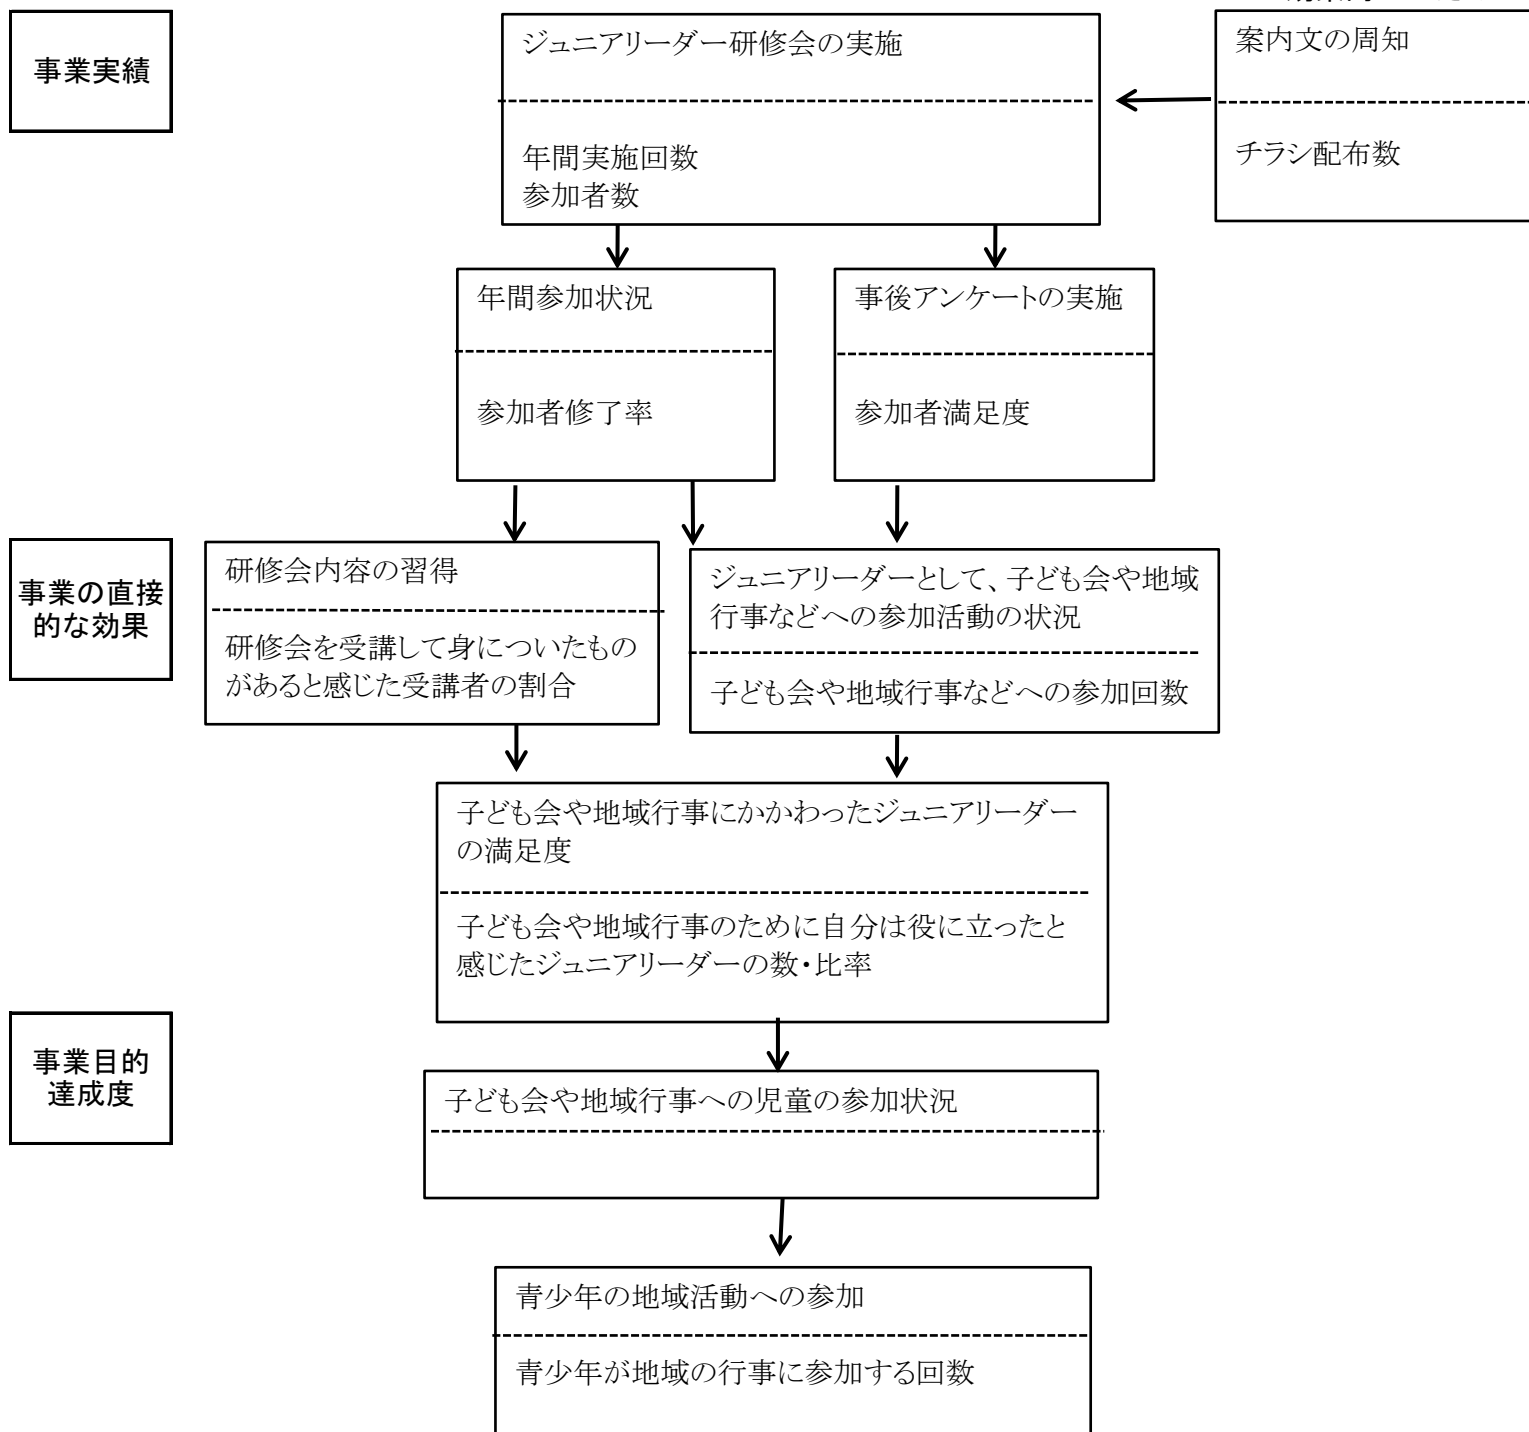 事業実績
ジュニアリーダー研修会の実施
年間実施回数
参加者数
案内文の周知
チラシ配布数
年間参加状況
参加者修了率
事後アンケートの実施
参加者満足度
事業の直接
的な効果
研修会内容の習得
研修会を受講して身についたもの
があると感じた受講者の割合
ジュニアリーダーとして、子ども会や地域
行事などへの参加活動の状況
子ども会や地域行事などへの参加回数
子ども会や地域行事にかかわったジュニアリーダー
の満足度
子ども会や地域行事のために自分は役に立ったと
感じたジュニアリーダーの数・比率
事業目的
達成度
子ども会や地域行事への児童の参加状況
青少年の地域活動への参加
青少年が地域の行事に参加する回数